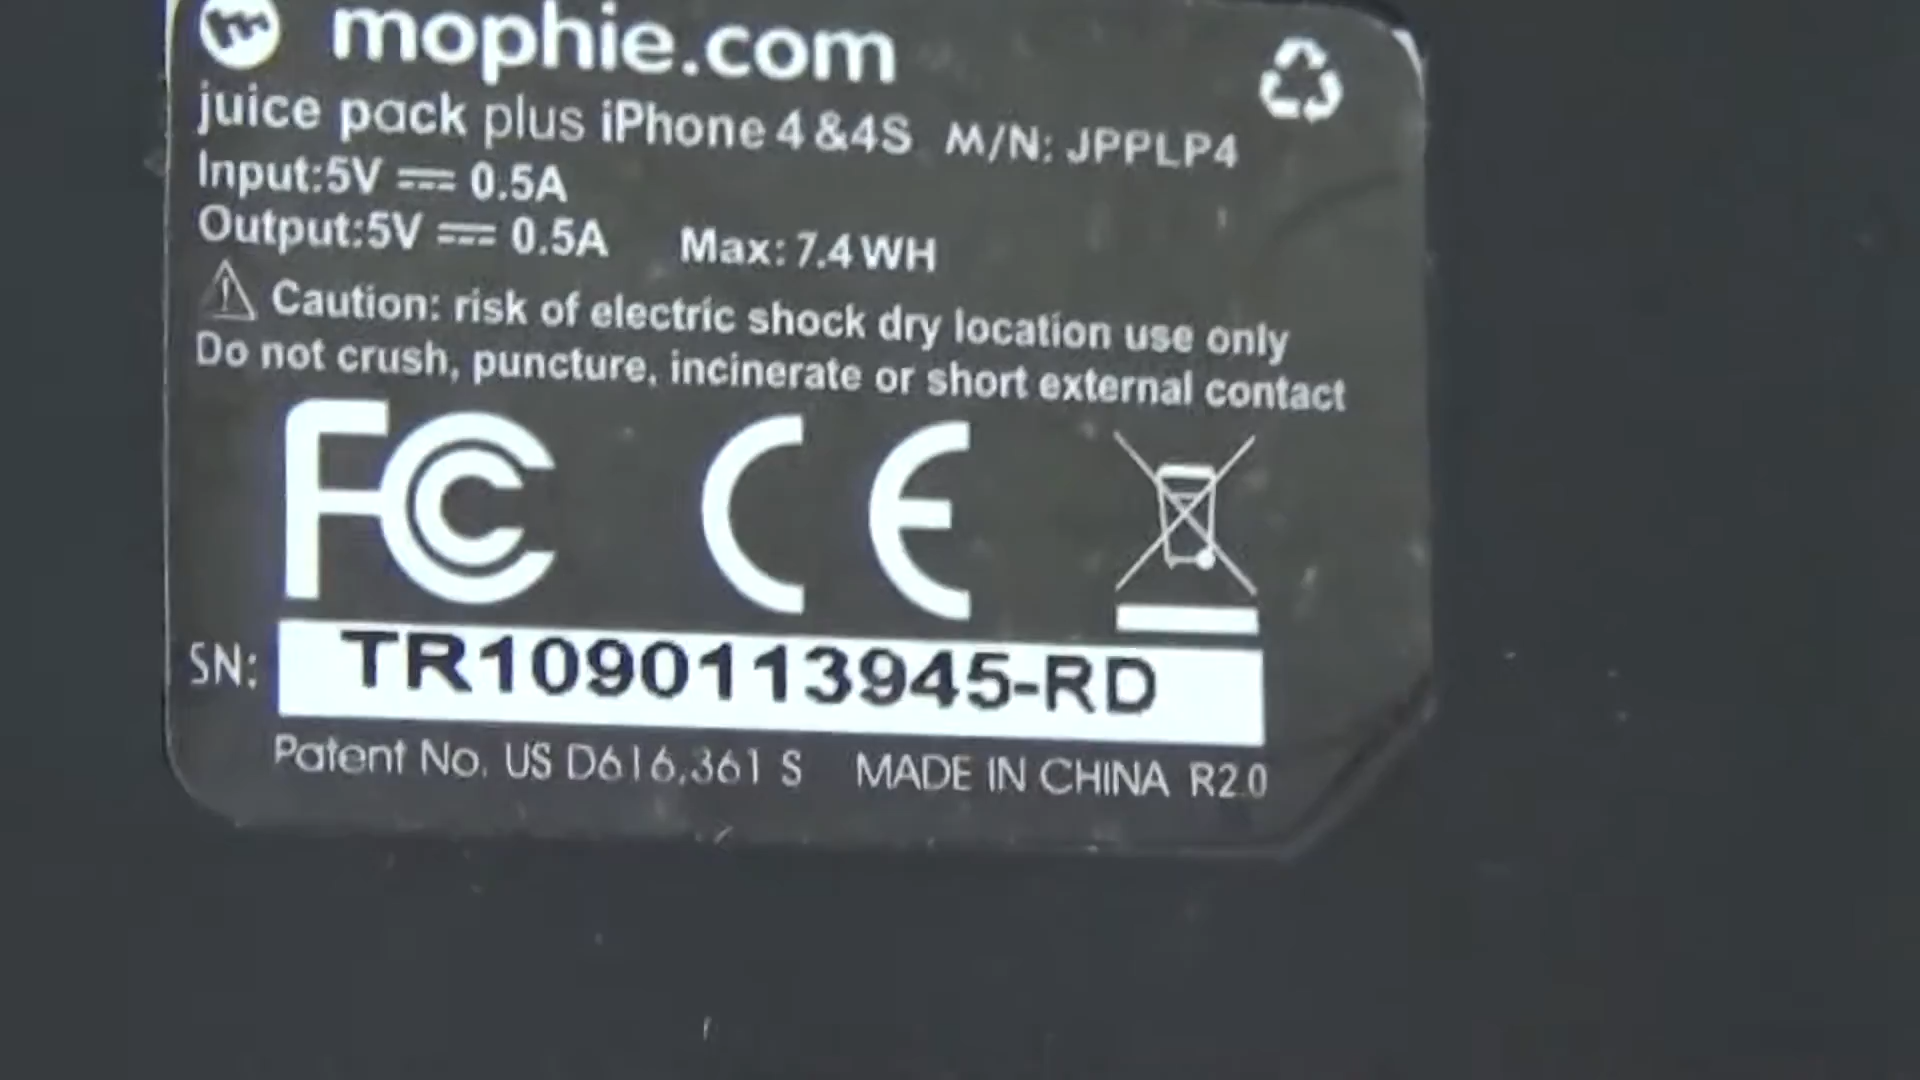 mophie.com
juice pack plus iPhone 4 &4S M/N: JPPLP4
Input:5V ⎓ 0.5A
Output:5V ⎓ 0.5A Max: 7.4WH
Caution: risk of electric shock dry location use only
Do not crush, puncture, incinerate or short external contact
FC CE
SN: TR1090113945-RD
Patent No. US D616,361 S MADE IN CHINA R2.0